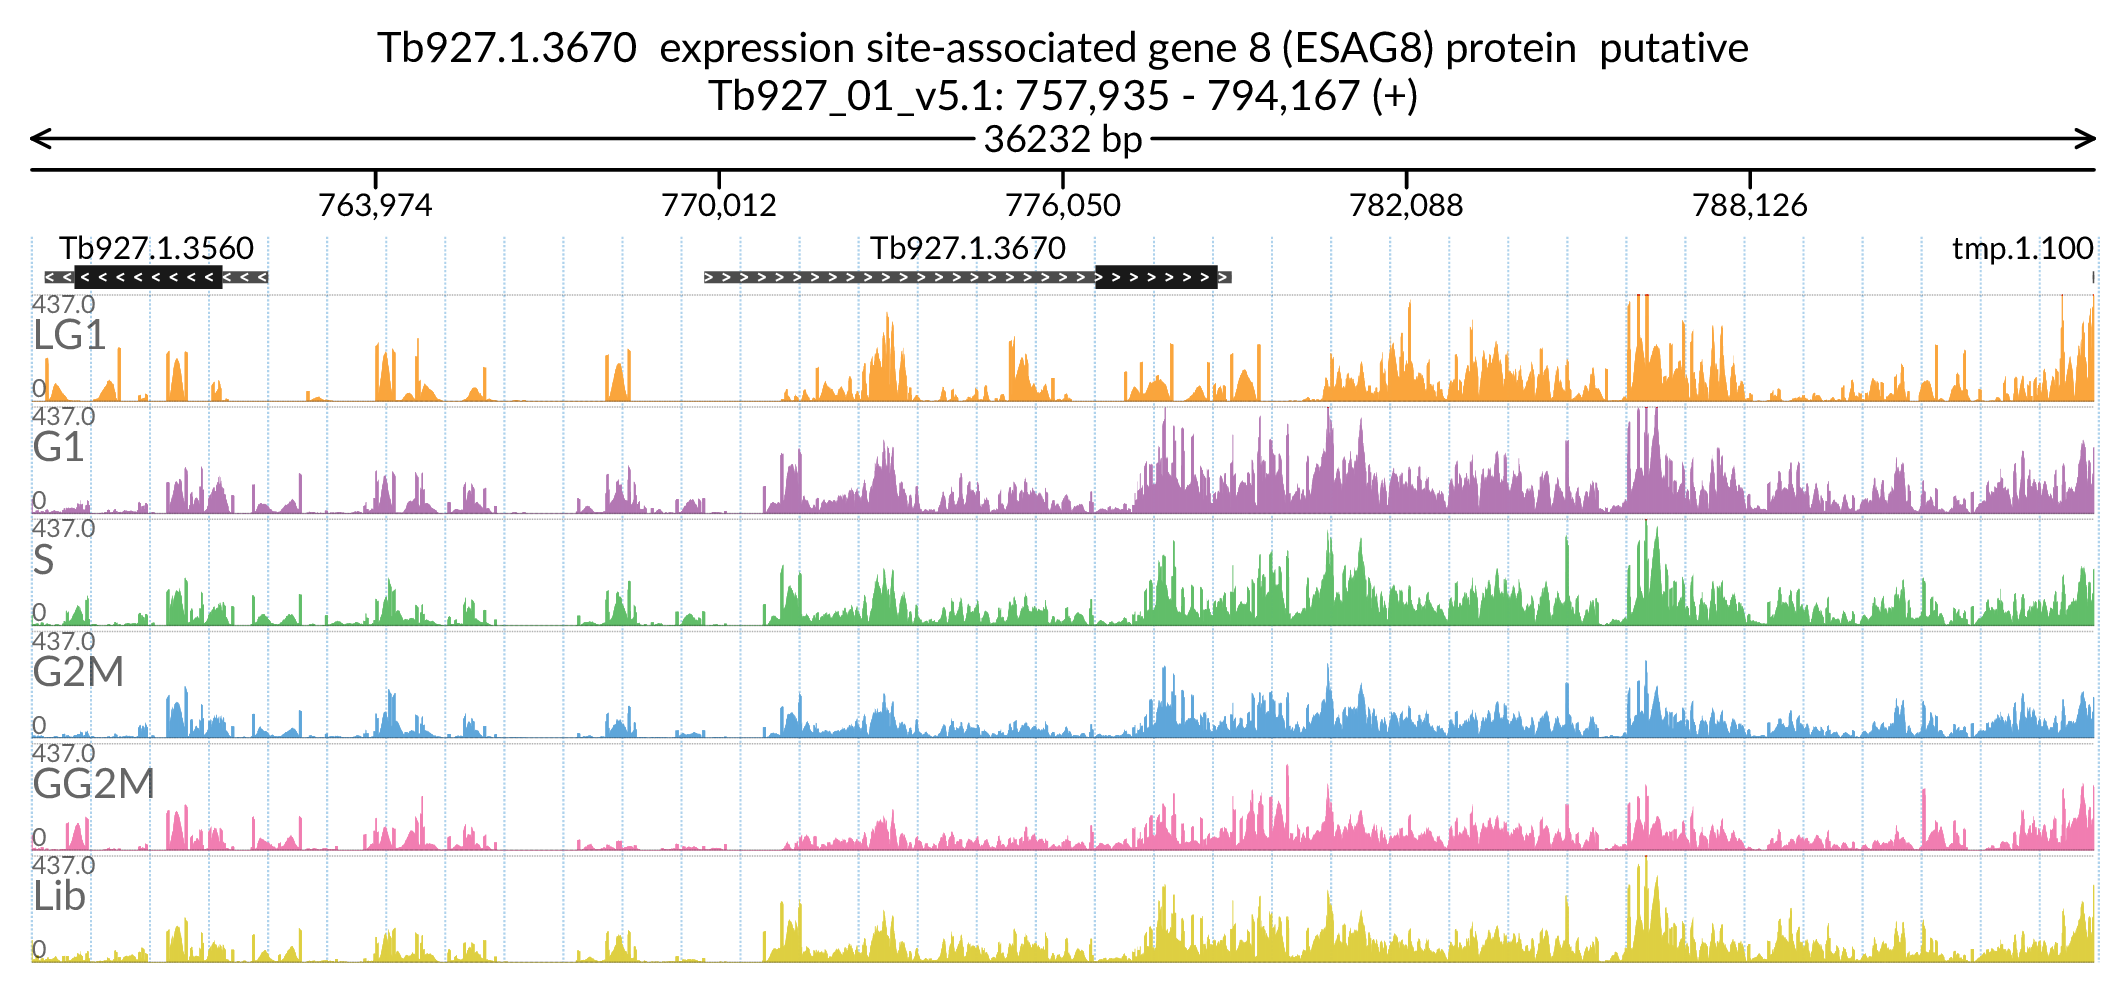 Tb927.1.3670  expression site-associated gene 8 (ESAG8) protein  putative
Tb927_01_v5.1: 757,935 - 794,167 (+)
36232 bp
763,974 770,012 776,050 782,088 788,126
Tb927.1.3560 Tb927.1.3670 tmp.1.100
437.0
LG1
0
437.0
G1
0
437.0
S
0
437.0
G2M
0
437.0
GG2M
0
437.0
Lib
0